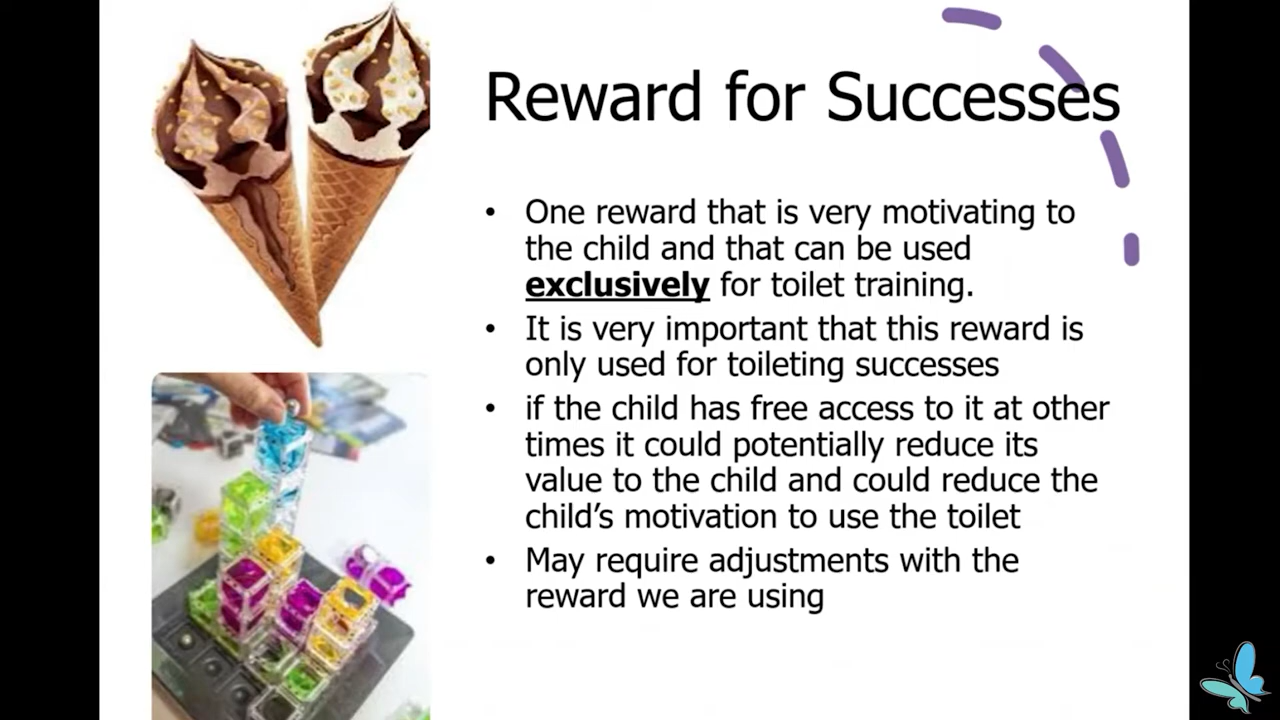 Reward for Successes
• One reward that is very motivating to
the child and that can be used
exclusively for toilet training.
• It is very important that this reward is
only used for toileting successes
• if the child has free access to it at other
times it could potentially reduce its
value to the child and could reduce the
child’s motivation to use the toilet
• May require adjustments with the
reward we are using